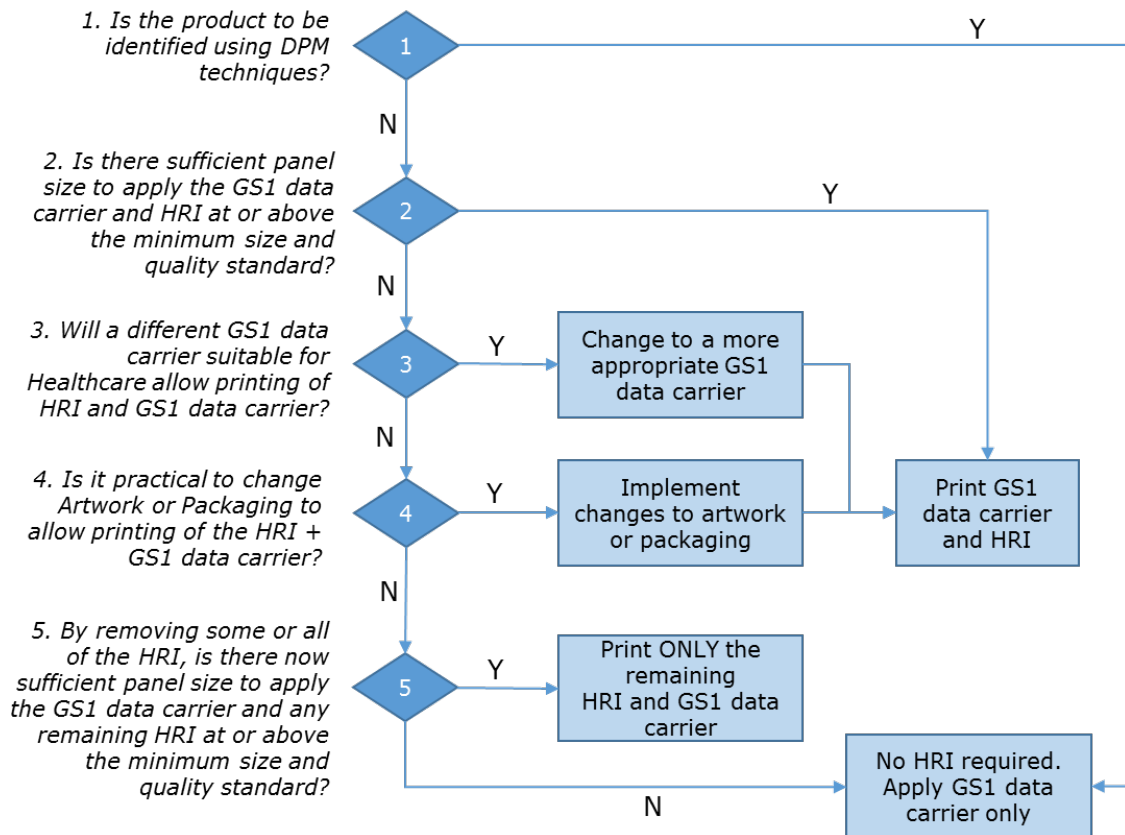 1. Is the product to be
identified using DPM
techniques?
1
Y
N
2. Is there sufficient panel
size to apply the GS1 data
carrier and HRI at or above
the minimum size and
quality standard?
2
Y
N
3. Will a different GS1 data
carrier suitable for
Healthcare allow printing of
HRI and GS1 data carrier?
3
Y
Change to a more
appropriate GS1
data carrier
N
4. Is it practical to change
Artwork or Packaging to
allow printing of the HRI +
GS1 data carrier?
4
Y
Implement
changes to artwork
or packaging
Print GS1
data carrier
and HRI
N
5. By removing some or all
of the HRI, is there now
sufficient panel size to apply
the GS1 data carrier and any
remaining HRI at or above
the minimum size and
quality standard?
5
Y
Print ONLY the
remaining
HRI and GS1 data
carrier
N
No HRI required.
Apply GS1 data
carrier only